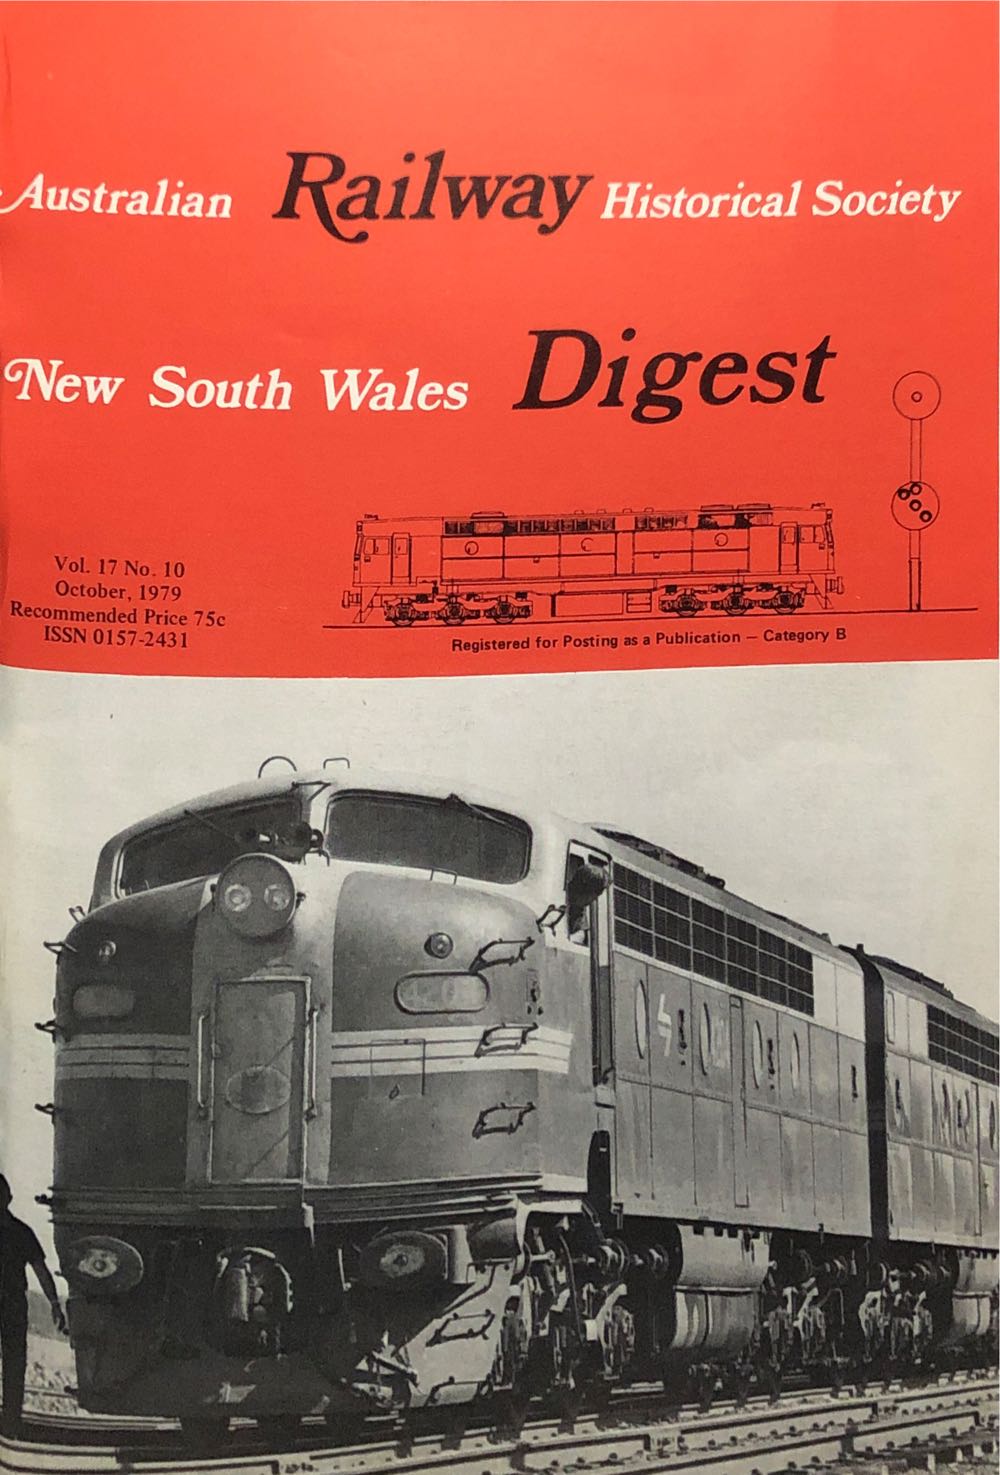 Australian Railway Historical Society
New South Wales Digest
Vol. 17 No. 10
October, 1979
Recommended Price 75c
ISSN 0157-2431
Registered for Posting as a Publication — Category B